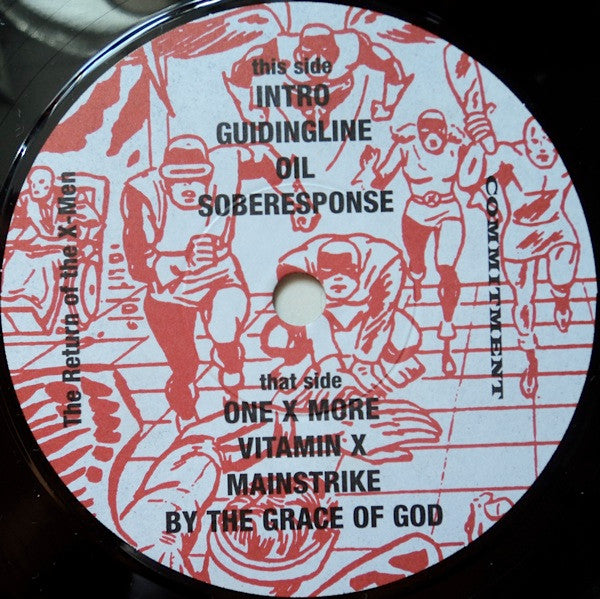 this side
INTRO
GUIDINGLINE
OIL
SOBERESPONSE
The Return of the X-Men
COMMITMENT
that side
ONE X MORE
VITAMIN X
MAINSTRIKE
BY THE GRACE OF GOD